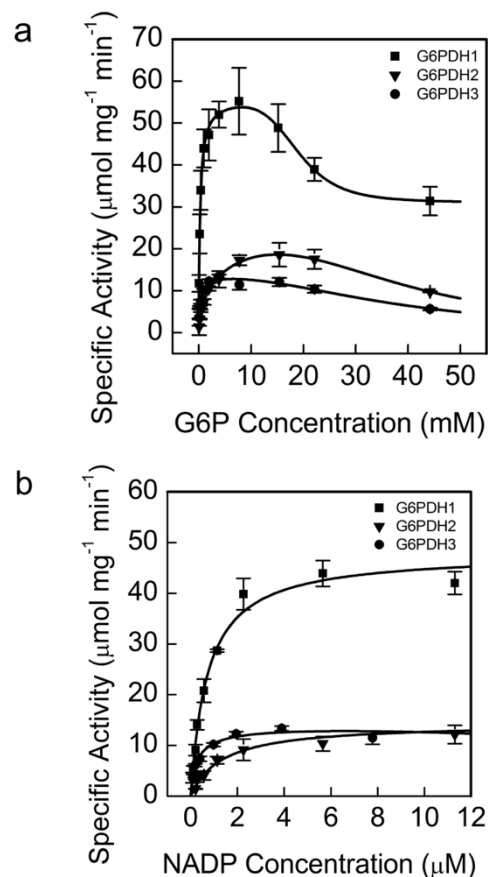 a
70
60
50
40
30
20
10
0
Specific Activity (μmol mg⁻¹ min⁻¹)
G6PDH1
G6PDH2
G6PDH3
0 10 20 30 40 50
G6P Concentration (mM)
b
60
50
40
30
20
10
0
Specific Activity (μmol mg⁻¹ min⁻¹)
G6PDH1
G6PDH2
G6PDH3
0 2 4 6 8 10 12
NADP Concentration (μM)